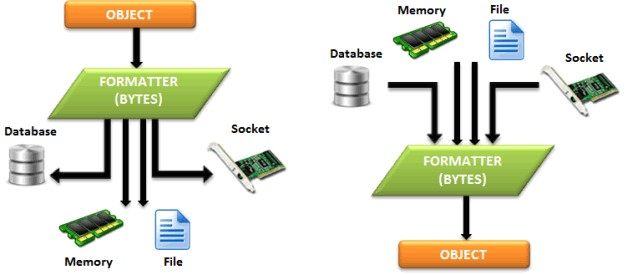 OBJECT
FORMATTER
(BYTES)
Database
Socket
Memory
File
Memory
File
Database
Socket
FORMATTER
(BYTES)
OBJECT